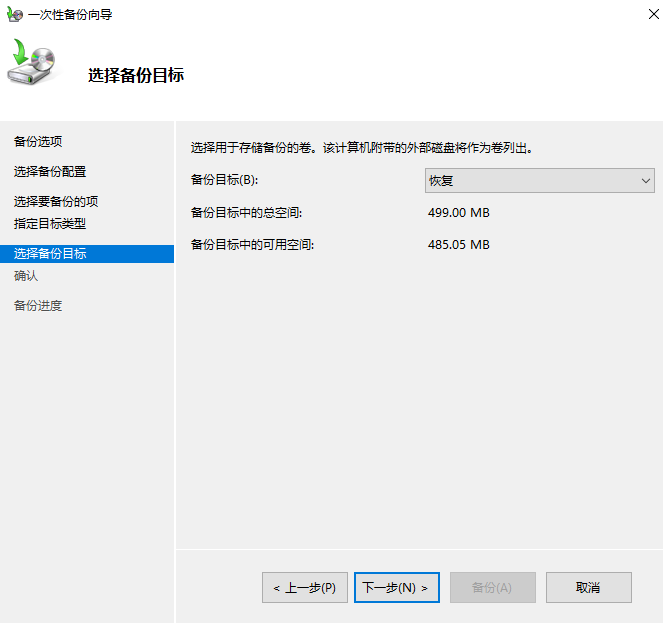 一次性备份向导
选择备份目标
备份选项
选择备份配置
选择要备份的项
指定目标类型
选择备份目标
确认
备份进度
选择用于存储备份的卷。该计算机附带的外部磁盘将作为卷列出。
备份目标(B): 恢复
备份目标中的总空间: 499.00 MB
备份目标中的可用空间: 485.05 MB
< 上一步(P) 下一步(N) > 备份(A) 取消